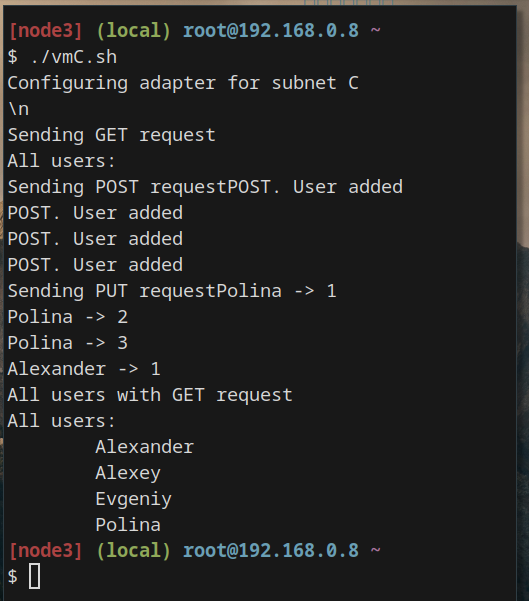 [node3] (local) root@192.168.0.8 ~
$ ./vmC.sh
Configuring adapter for subnet C
\n
Sending GET request
All users:
Sending POST requestPOST. User added
POST. User added
POST. User added
POST. User added
Sending PUT requestPolina -> 1
Polina -> 2
Polina -> 3
Alexander -> 1
All users with GET request
All users:
Alexander
Alexey
Evgeniy
Polina
[node3] (local) root@192.168.0.8 ~
$